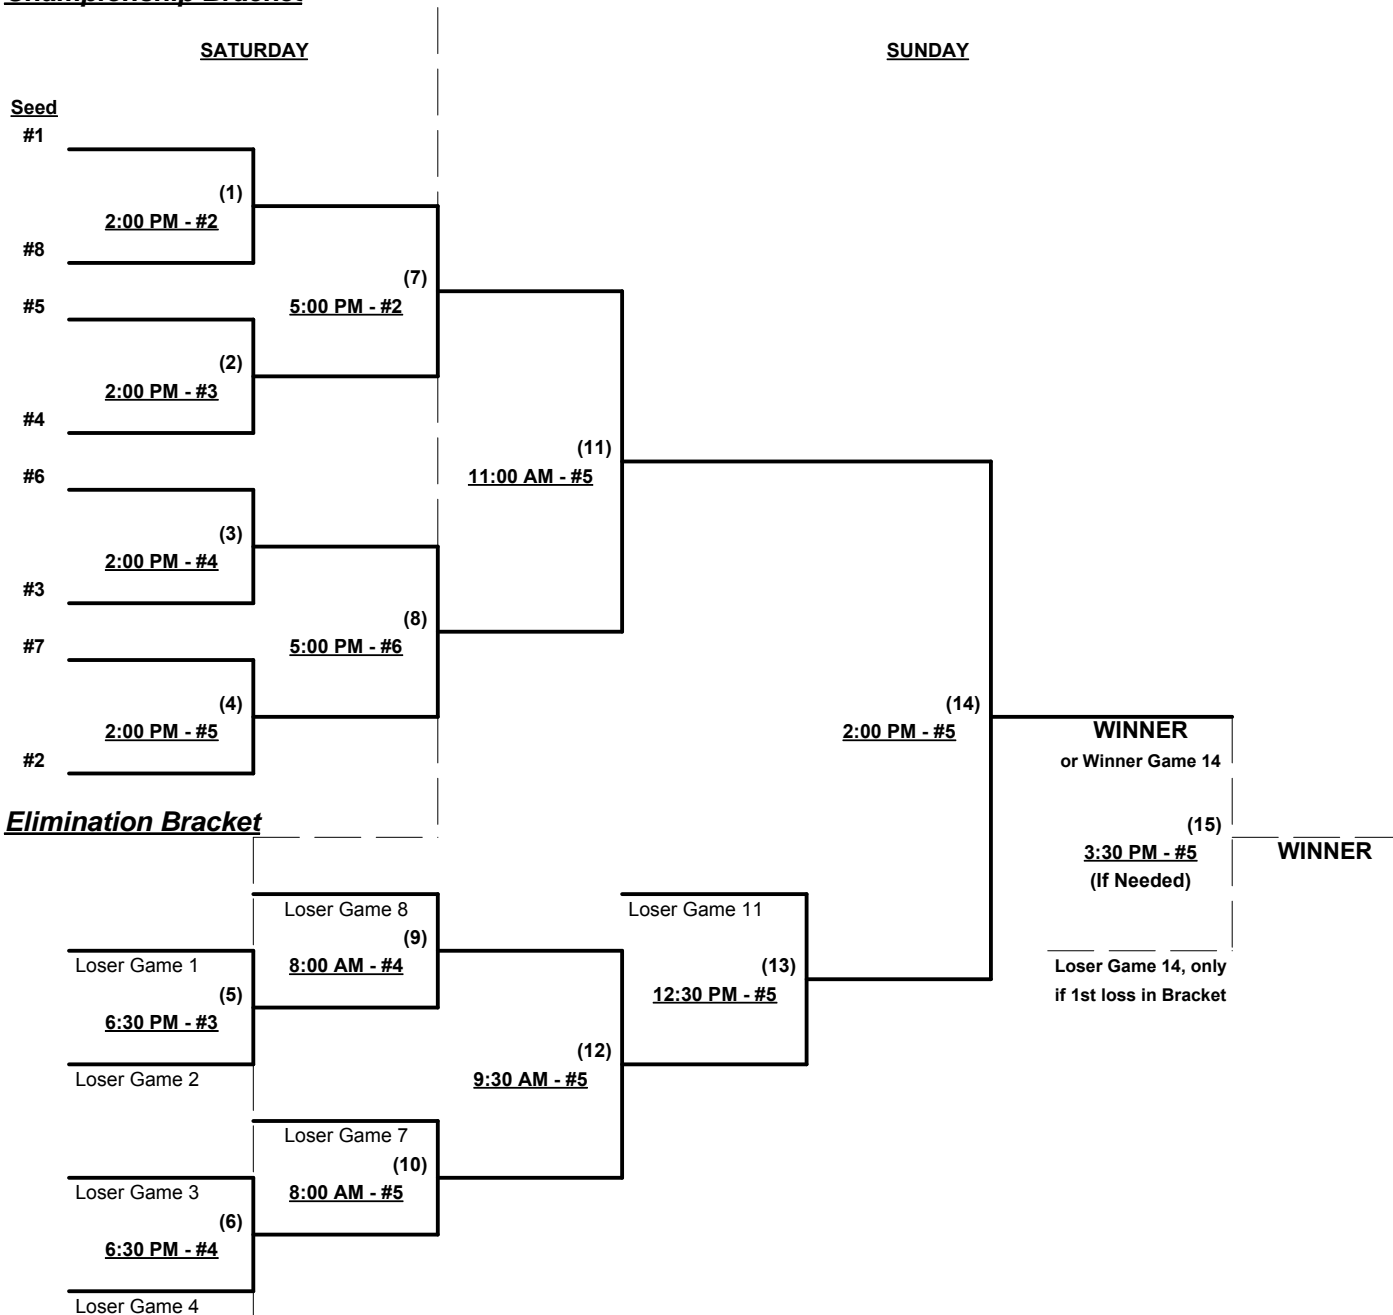 Championship Bracket
SATURDAY
SUNDAY
Seed
#1
(1)
2:00 PM - #2
#8
(7)
5:00 PM - #2
#5
(2)
2:00 PM - #3
#4
(11)
11:00 AM - #5
#6
(3)
2:00 PM - #4
#3
(8)
5:00 PM - #6
#7
(4)
2:00 PM - #5
#2
(14)
2:00 PM - #5
WINNER
or Winner Game 14
(15)
3:30 PM - #5
(If Needed)
WINNER
Loser Game 14, only
if 1st loss in Bracket
Elimination Bracket
Loser Game 8
(9)
8:00 AM - #4
Loser Game 1
(5)
6:30 PM - #3
Loser Game 2
Loser Game 11
(13)
12:30 PM - #5
(12)
9:30 AM - #5
Loser Game 7
(10)
8:00 AM - #5
Loser Game 3
(6)
6:30 PM - #4
Loser Game 4